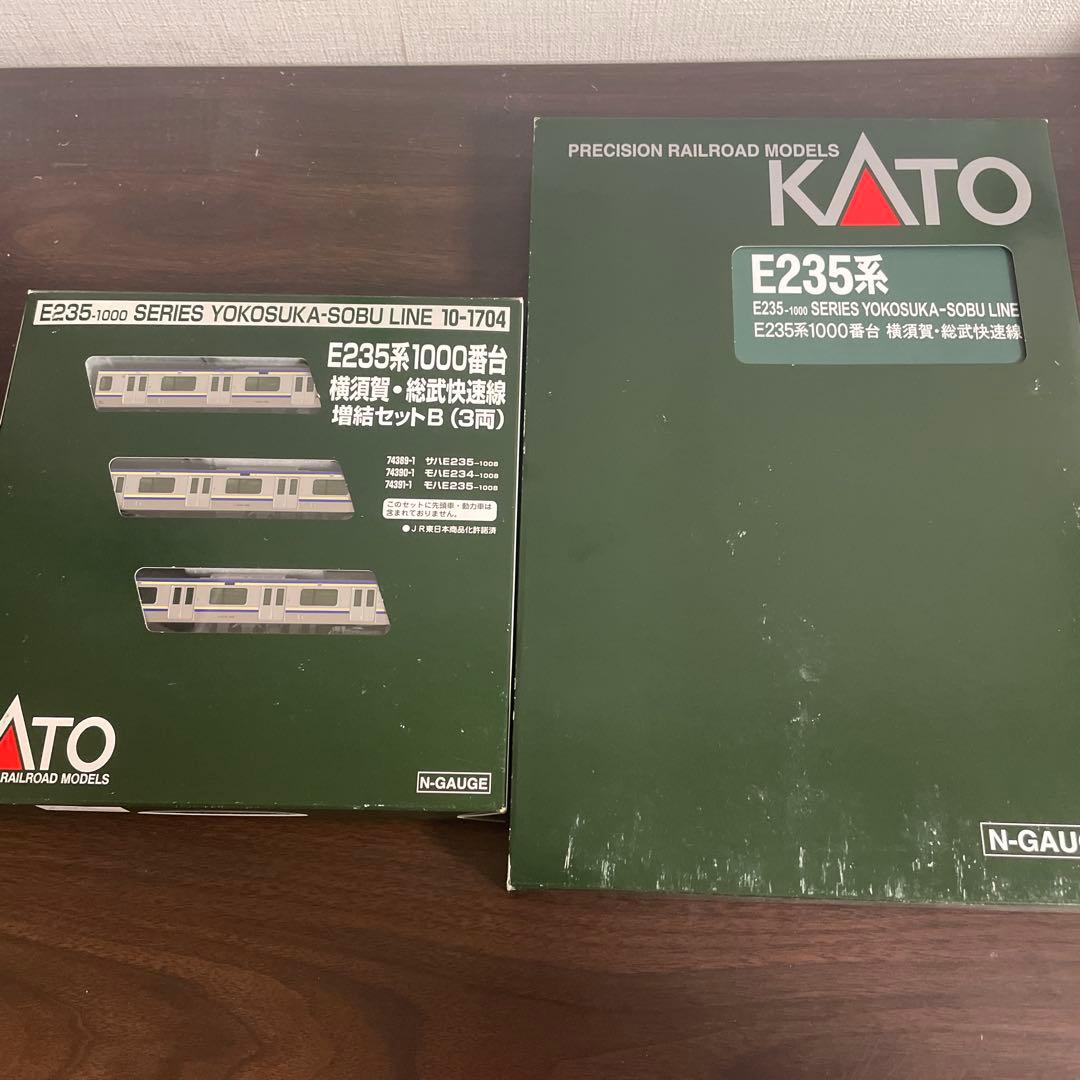 E235-1000 SERIES YOKOSUKA-SOBU LINE 10-1704
E235系1000番台
横須賀・総武快速線
増結セットB (3両)
74389-1 サハE235-1008
74390-1 モハE234-1008
74391-1 モハE235-1008
このセットに先頭車・動力車は
含まれておりません。
●JR東日本商品化許諾済
ATO
RAILROAD MODELS
N-GAUGE
PRECISION RAILROAD MODELS
KATO
E235系
E235-1000 SERIES YOKOSUKA-SOBU LINE
E235系1000番台 横須賀・総武快速線
N-GAUG